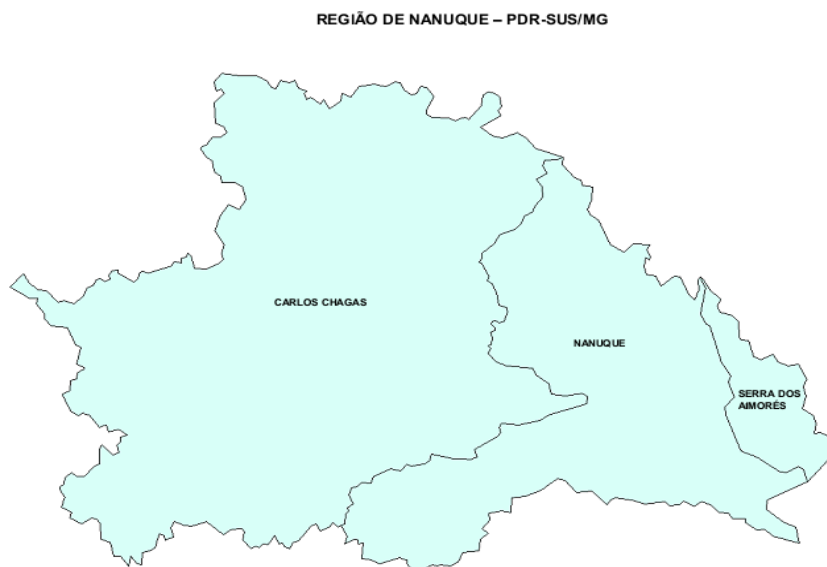 REGIÃO DE NANUQUE – PDR-SUS/MG
CARLOS CHAGAS
NANUQUE
SERRA DOS
AIMORÉS